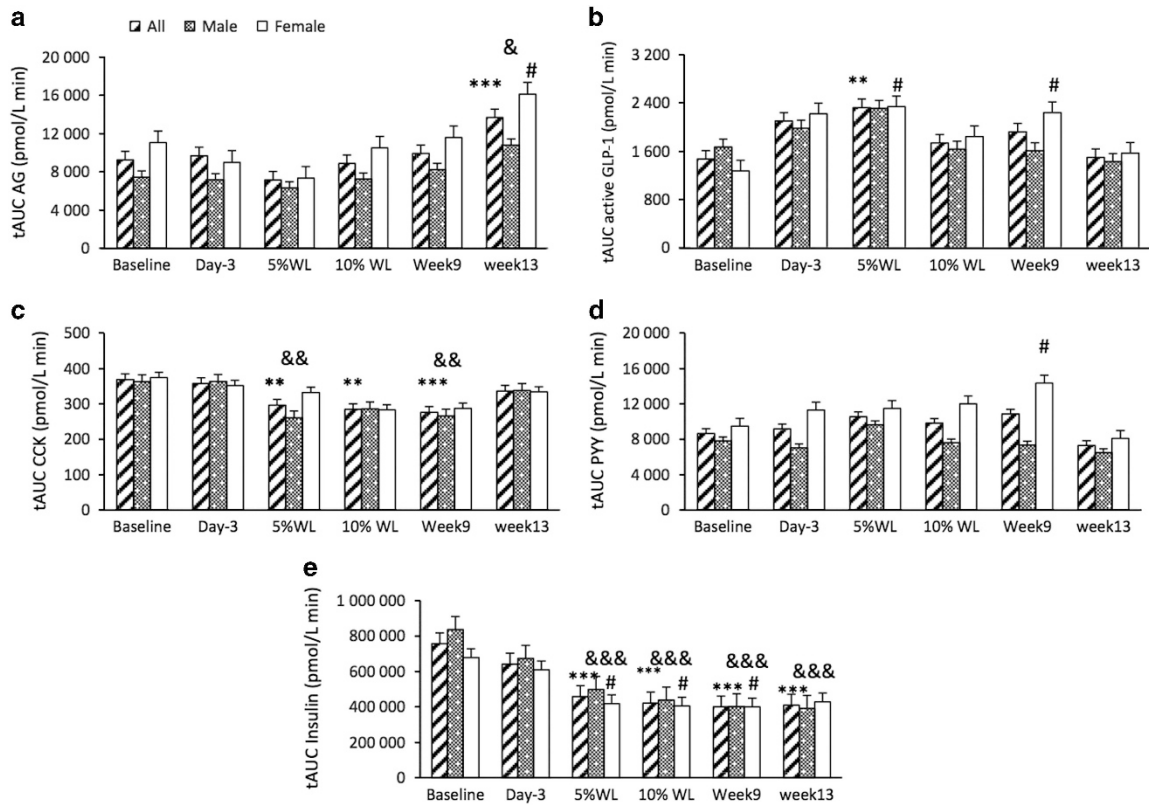 a
All Male Female
tAUC AG (pmol/L min)
20 000
16 000
12 000
8 000
4 000
0
***
&
#
Baseline Day-3 5%WL 10% WL Week9 week13
b
tAUC active GLP-1 (pmol/L min)
3 200
2 400
1 600
800
0
** # #
Baseline Day-3 5%WL 10% WL Week9 week13
c
tAUC CCK (pmol/L min)
500
400
300
200
100
0
&& &&
** ** ***
Baseline Day-3 5%WL 10% WL Week9 week13
d
tAUC PYY (pmol/L min)
20 000
16 000
12 000
8 000
4 000
0
#
Baseline Day-3 5%WL 10% WL Week9 week13
e
tAUC Insulin (pmol/L min)
1 000 000
800 000
600 000
400 000
200 000
0
&&& &&& &&& &&&
*** # *** # *** # ***
Baseline Day-3 5%WL 10% WL Week9 week13